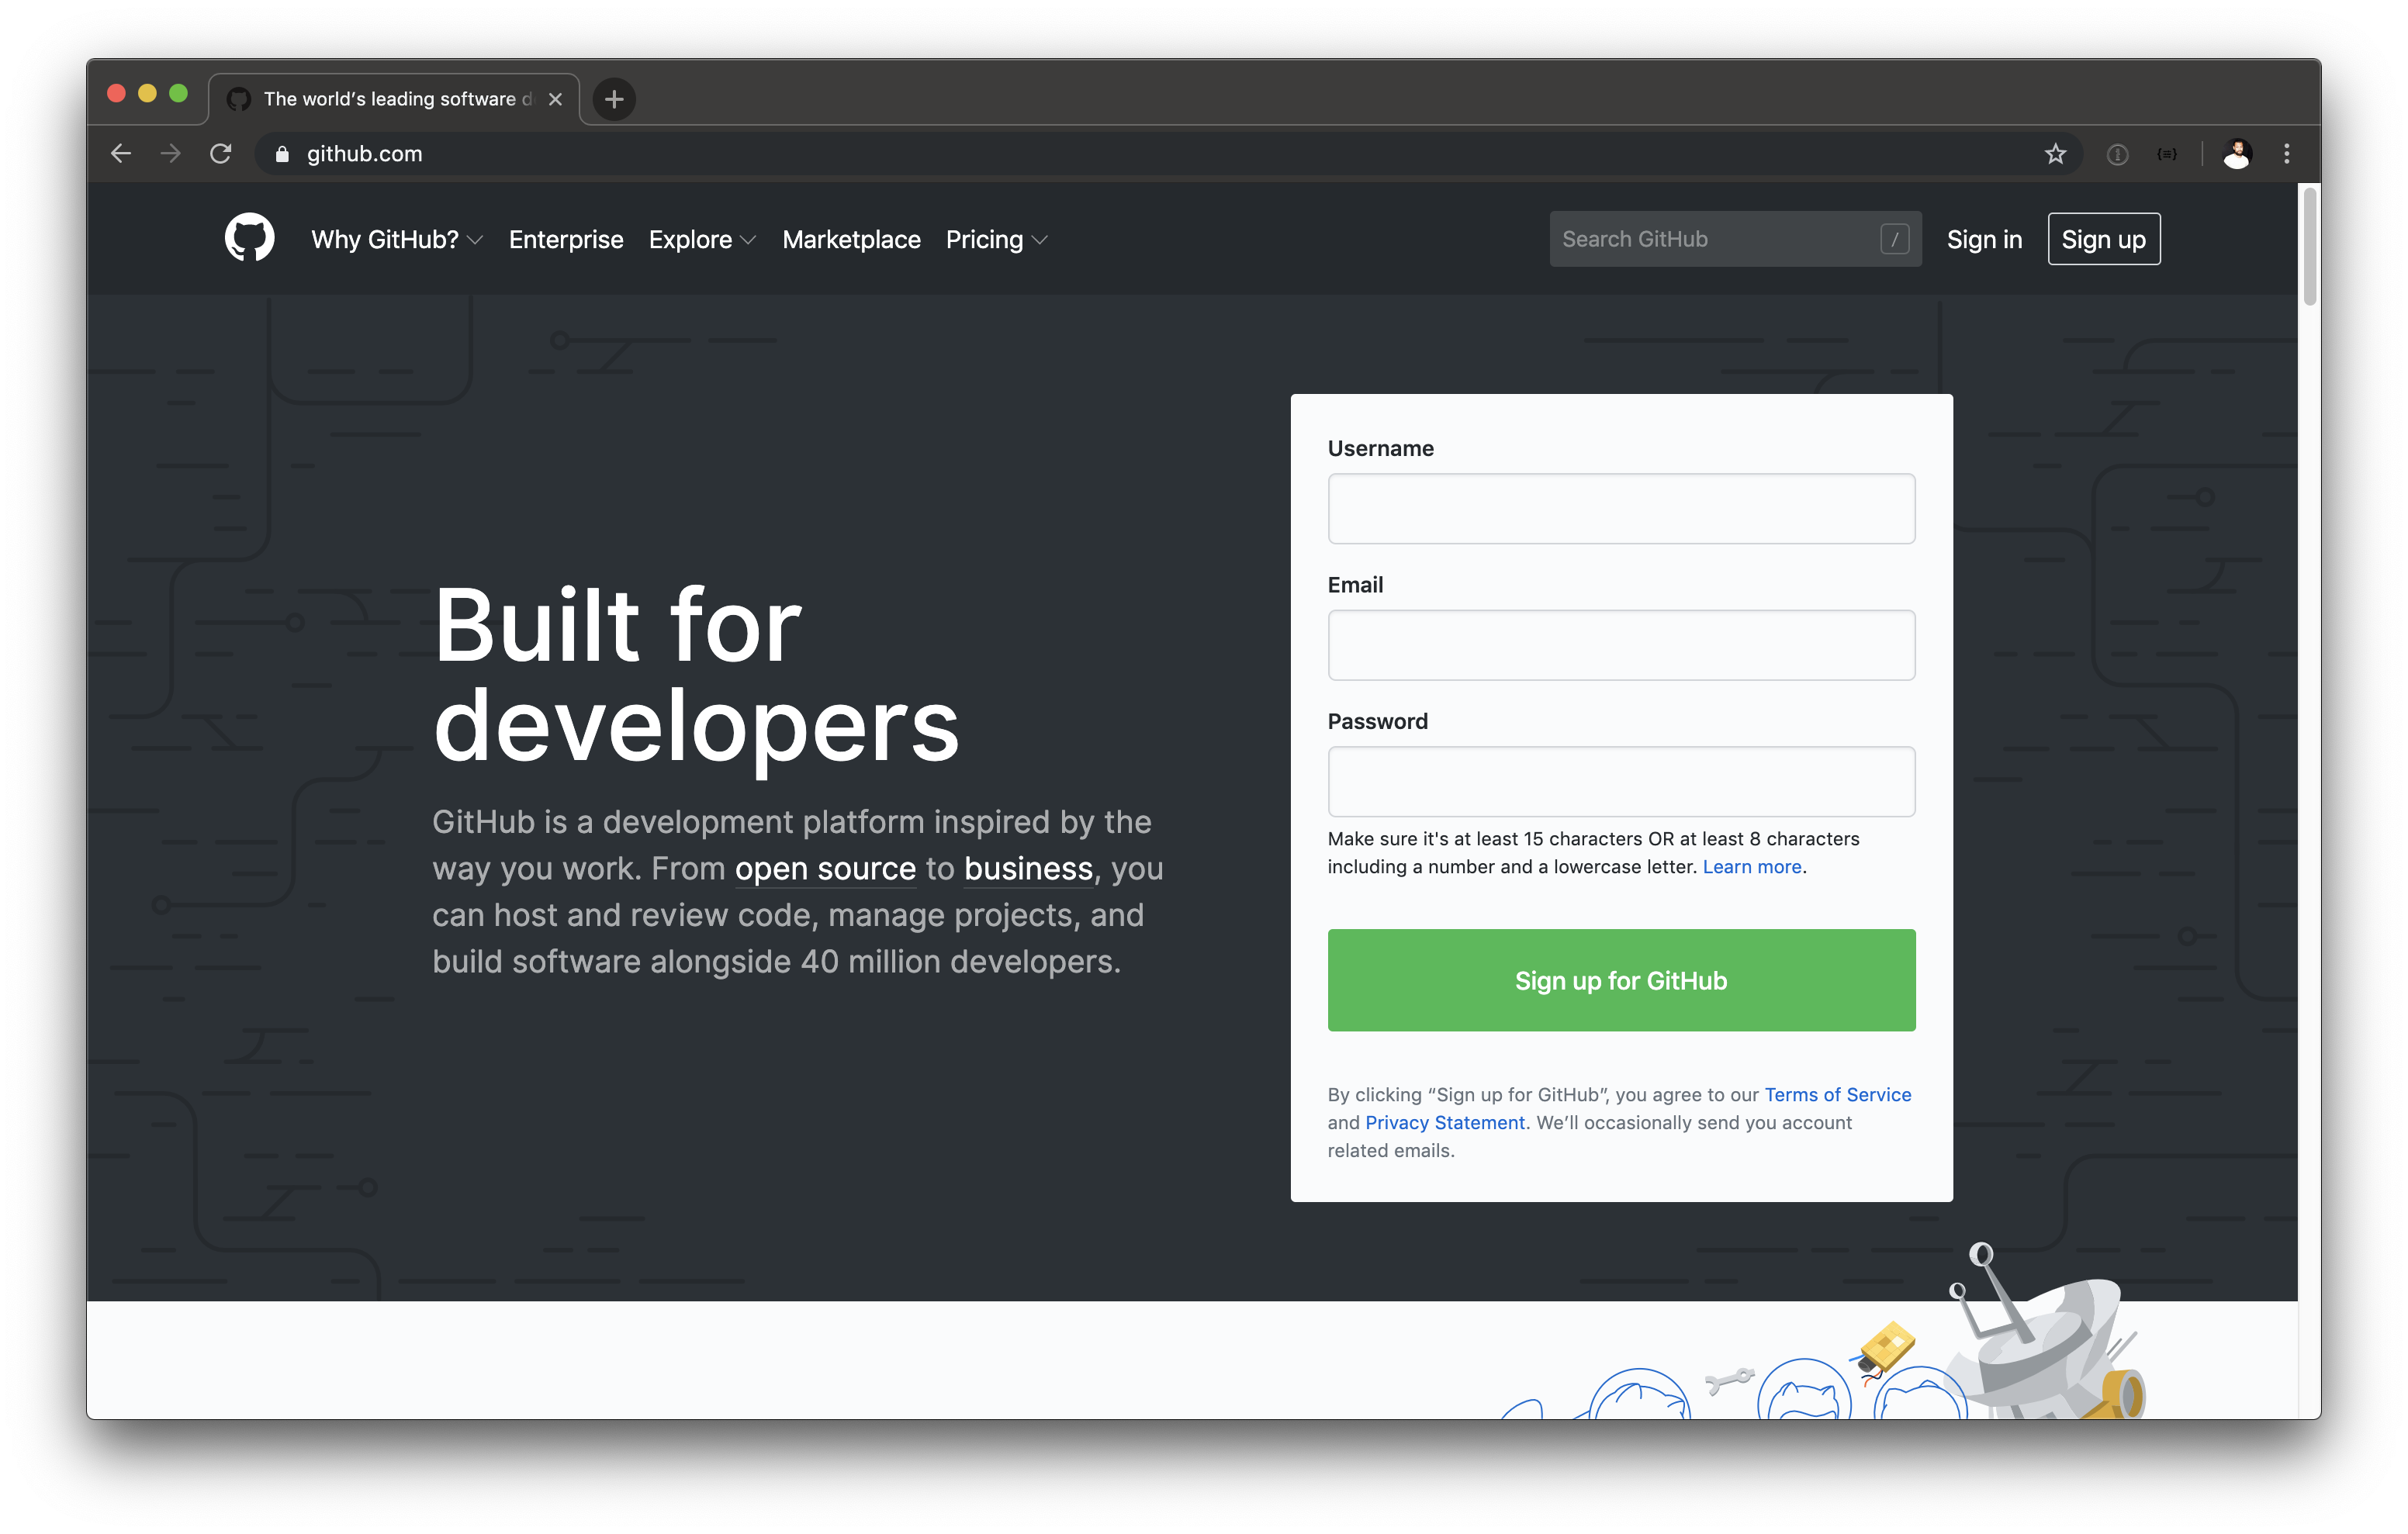 The world’s leading software d
github.com
Why GitHub? Enterprise Explore Marketplace Pricing
Search GitHub /
Sign in
Sign up
Built for
developers
GitHub is a development platform inspired by the
way you work. From open source to business, you
can host and review code, manage projects, and
build software alongside 40 million developers.
Username
Email
Password
Make sure it's at least 15 characters OR at least 8 characters
including a number and a lowercase letter. Learn more.
Sign up for GitHub
By clicking “Sign up for GitHub”, you agree to our Terms of Service
and Privacy Statement. We’ll occasionally send you account
related emails.